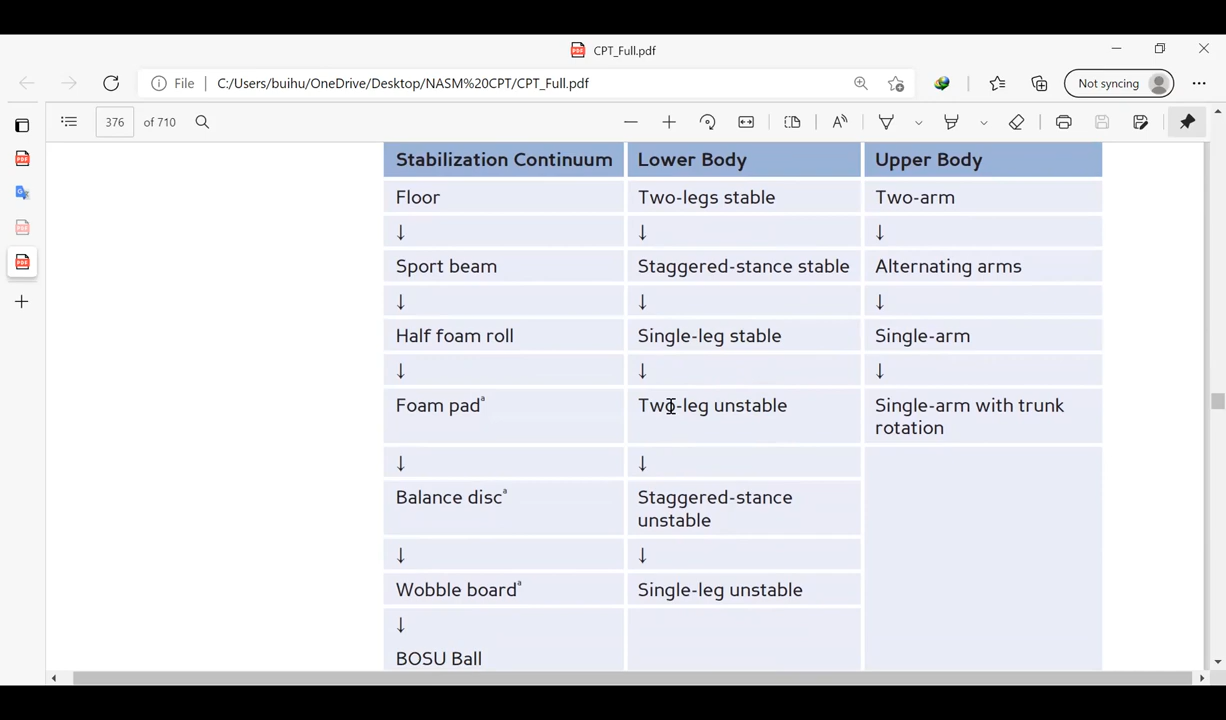 CPT_Full.pdf
File
C:/Users/buihu/OneDrive/Desktop/NASM%20CPT/CPT_Full.pdf
Not syncing
376 of 710
Stabilization Continuum Lower Body Upper Body
Floor Two-legs stable Two-arm
↓ ↓ ↓
Sport beam Staggered-stance stable Alternating arms
↓ ↓ ↓
Half foam roll Single-leg stable Single-arm
↓ ↓ ↓
Foam padᵃ Two-leg unstable Single-arm with trunk
rotation
↓ ↓
Balance discᵃ Staggered-stance
unstable
↓ ↓
Wobble boardᵃ Single-leg unstable
↓
BOSU Ball